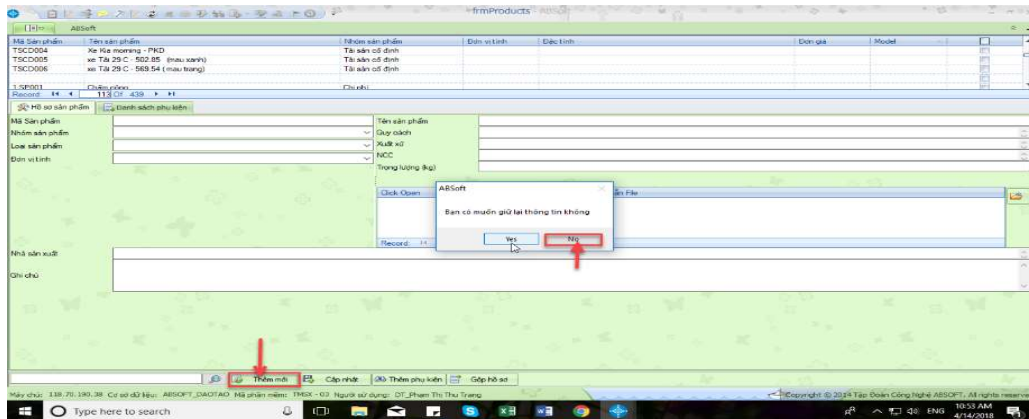 frmProducts - ABSoft
ABSoft
Mã Sản phẩm Tên sản phẩm Nhóm sản phẩm Đơn vị tính Đặc tính Đơn giá Model
TSCD004 Xe Kia morning - PKD Tài sản cố định
TSCD005 xe Tải 29 C - 502.85 (mau xanh) Tài sản cố định
TSCD006 xe Tải 29 C - 569.54 (mau trang) Tài sản cố định
Chi phí
Record: 113 Of 439
Hồ sơ sản phẩm Danh sách phụ kiện
Mã Sản phẩm Tên sản phẩm
Nhóm sản phẩm Quy cách
Loại sản phẩm Xuất xứ
Đơn vị tính NCC
Trọng lượng (kg)
Click Open File
ABSoft
Bạn có muốn giữ lại thông tin không
Yes No
Record:
Nhà sản xuất
Ghi chú
Thêm mới Cập nhật Thêm phụ kiện Gộp hồ sơ
Máy chủ: 118.70.190.38 Cơ sở dữ liệu: ABSOFT_DAOTAO Mã phần mềm: TMSX - 03 Người sử dụng: DT_Pham Thi Thu Trang Copyright © 2014 Tập Đoàn Công Nghệ ABSOFT. All rights reser
Type here to search ENG 10:53 AM
4/14/2018